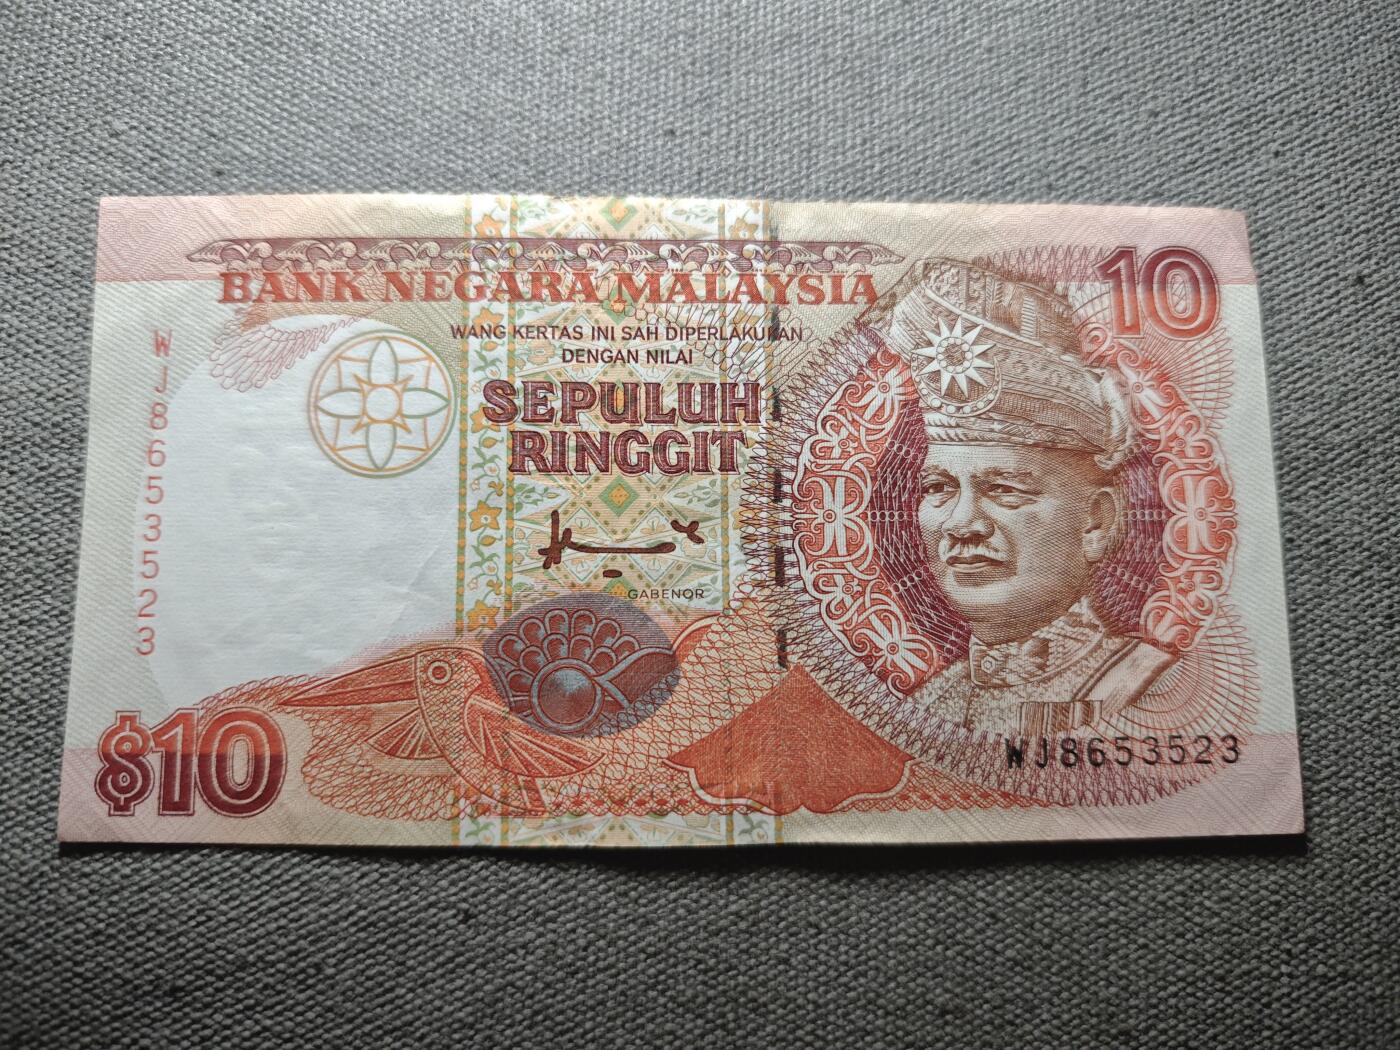 BANK NEGARA MALAYSIA
10
WANG KERTAS INI SAH DIPERLAKUKAN
DENGAN NILAI
SEPULUH
RINGGIT
WJ8653523
GABENOR
$10
WJ8653523